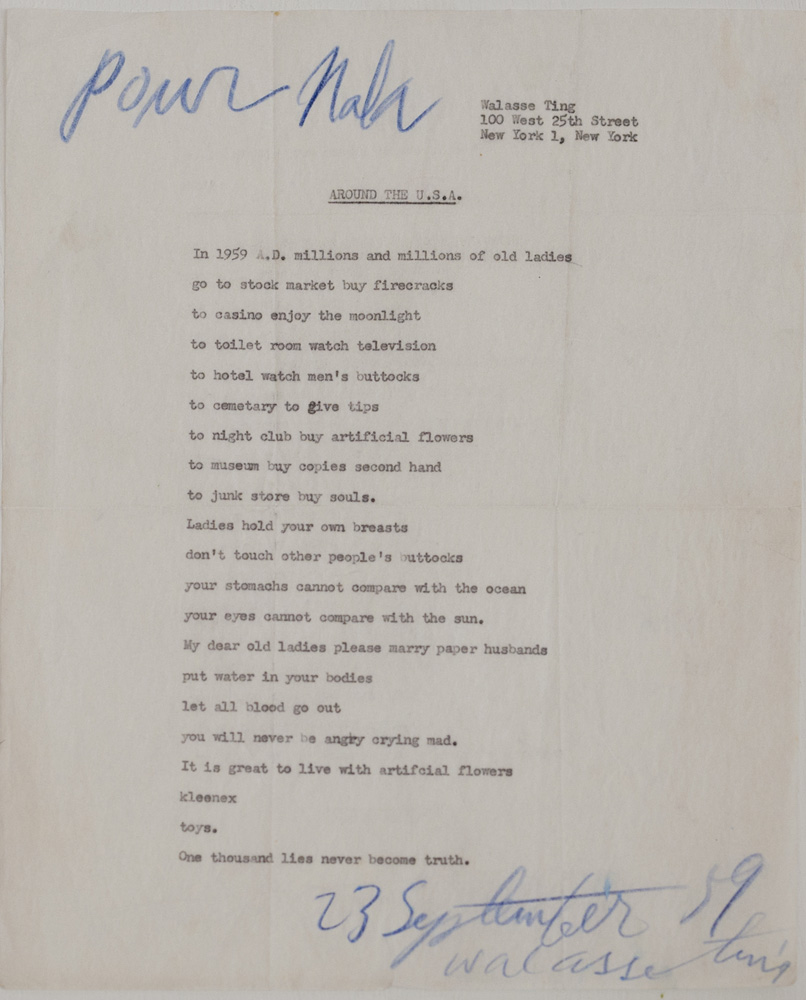 pour Nala
Walasse Ting
100 West 25th Street
New York 1, New York
AROUND THE U.S.A.
In 1959 A.D. millions and millions of old ladies
go to stock market buy firecracks
to casino enjoy the moonlight
to toilet room watch television
to hotel watch men's buttocks
to cemetary to give tips
to night club buy artificial flowers
to museum buy copies second hand
to junk store buy souls.
Ladies hold your own breasts
don't touch other people's buttocks
your stomachs cannot compare with the ocean
your eyes cannot compare with the sun.
My dear old ladies please marry paper husbands
put water in your bodies
let all blood go out
you will never be angry crying mad.
It is great to live with artifcial flowers
kleenex
toys.
One thousand lies never become truth.
23 September 59
walasse ting